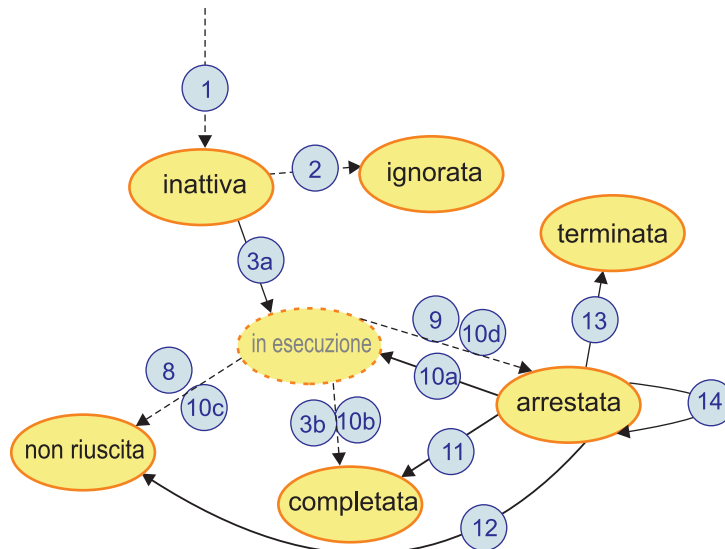 1
inattiva
2
ignorata
3a
terminata
in esecuzione
9
10d
13
8
10c
3b
10b
10a
arrestata
14
11
non riuscita
completata
12